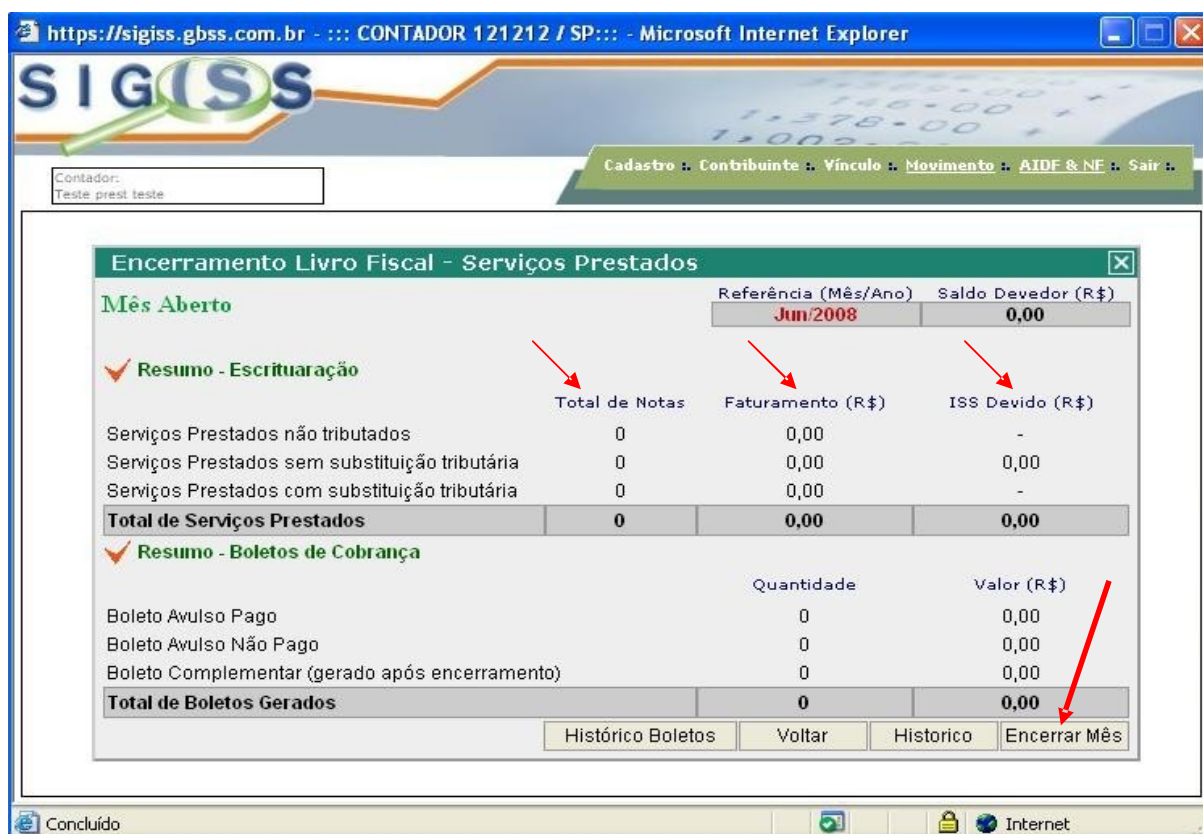 https://sigiss.gbss.com.br - ::: CONTADOR 121212 / SP::: - Microsoft Internet Explorer
SIGISS
1.378.00 +
1.002.
Cadastro :. Contribuinte :. Vínculo :. Movimento :. AIDF & NF :. Sair :.
Contador:
Teste prest teste
Encerramento Livro Fiscal - Serviços Prestados
Mês Aberto
Referência (Mês/Ano) Saldo Devedor (R$)
Jun/2008 0,00
Resumo - Escrituaração
Total de Notas Faturamento (R$) ISS Devido (R$)
Serviços Prestados não tributados 0 0,00 -
Serviços Prestados sem substituição tributária 0 0,00 0,00
Serviços Prestados com substituição tributária 0 0,00 -
Total de Serviços Prestados 0 0,00 0,00
Resumo - Boletos de Cobrança
Quantidade Valor (R$)
Boleto Avulso Pago 0 0,00
Boleto Avulso Não Pago 0 0,00
Boleto Complementar (gerado após encerramento) 0 0,00
Total de Boletos Gerados 0 0,00
Histórico Boletos Voltar Historico Encerrar Mês
Concluído Internet